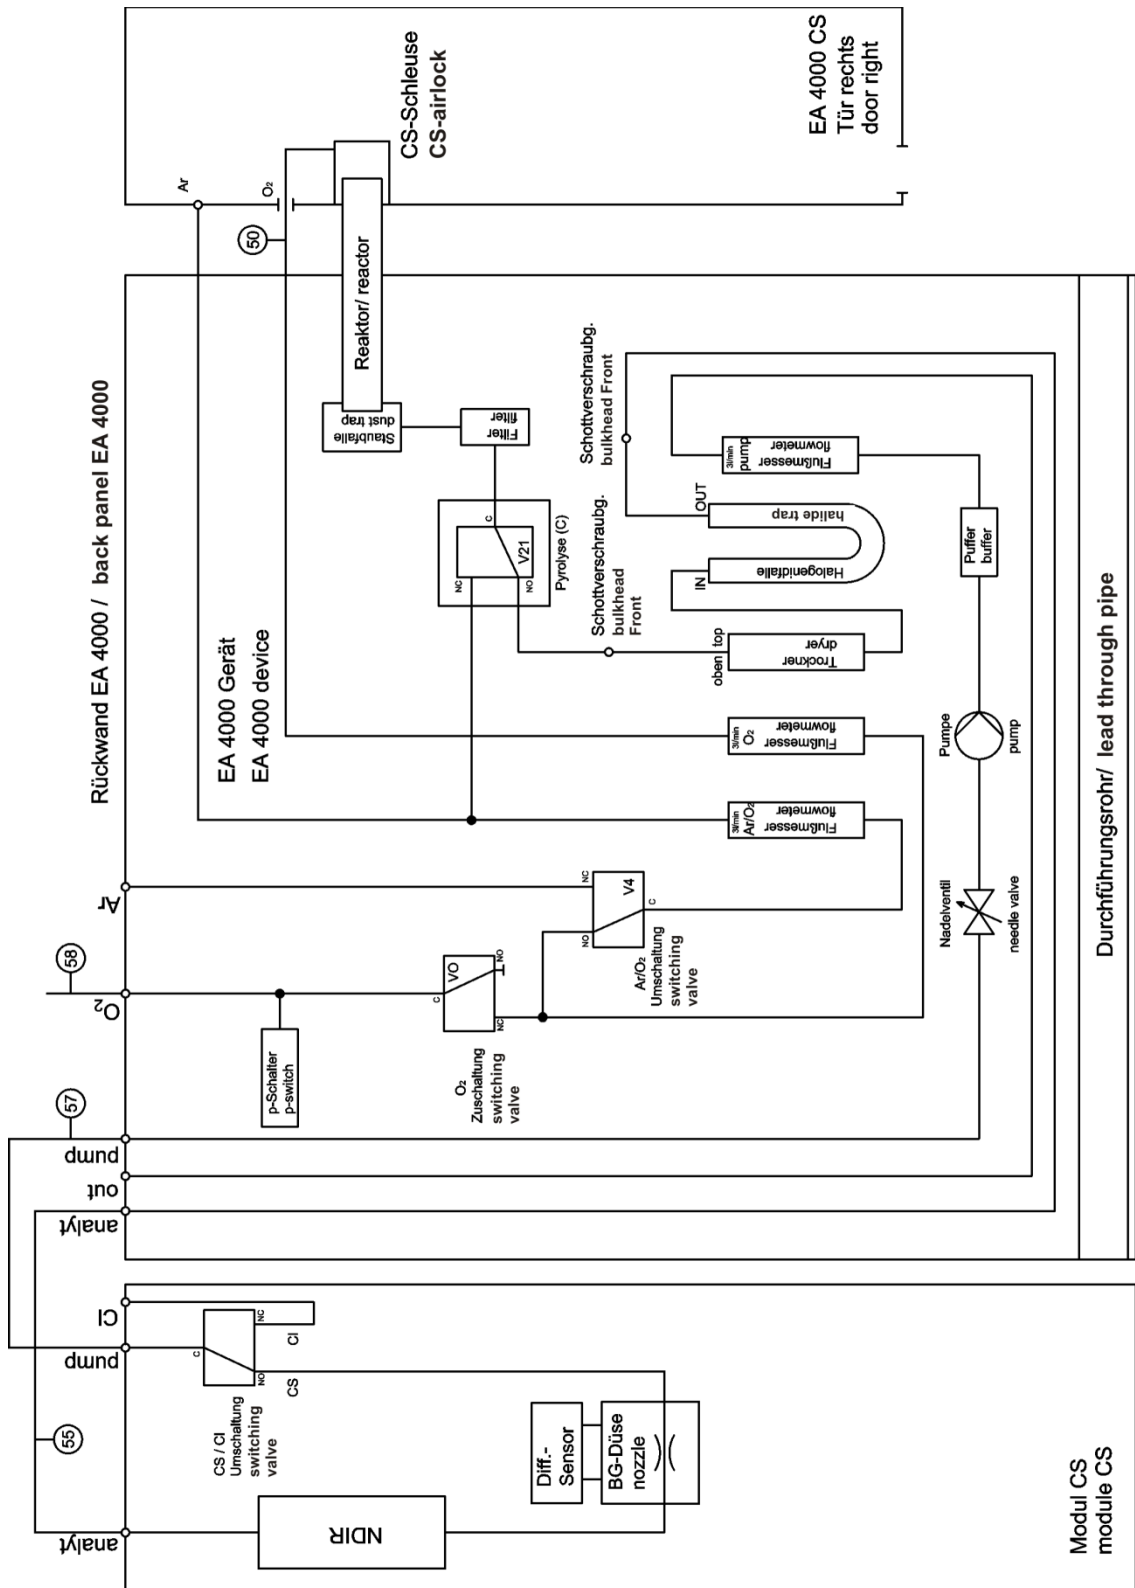 EA 4000 CS
Tür rechts
door right
CS-Schleuse
CS-airlock
Ar
O₂
50
Rückwand EA 4000 / back panel EA 4000
EA 4000 Gerät
EA 4000 device
Reaktor/ reactor
Staubfalle
dust trap
Filter
filter
C
NC
NO
V21
Pyrolyse (C)
Schottverschraubg.
bulkhead
Front
Schottverschraubg.
bulkhead Front
oben top
Trockner
dryer
IN
OUT
Halogenidfalle
halide trap
3l/min
pump
Flußmesser
flowmeter
Puffer
buffer
Pumpe
pump
Nadelventil
needle valve
3l/min
O₂
Flußmesser
flowmeter
3l/min
Ar/O₂
Flußmesser
flowmeter
NC
NO
C
V4
Ar/O₂
Umschaltung
switching
valve
VO
C
NO
NC
O₂
Zuschaltung
switching
valve
p-Schalter
p-switch
Ar
58
O₂
57
pump
out
analyt
Durchführungsrohr/ lead through pipe
Cl
pump
55
analyt
C
NC
NO
Cl
CS
CS / Cl
Umschaltung
switching
valve
NDIR
Diff.-
Sensor
BG-Düse
nozzle
Modul CS
module CS